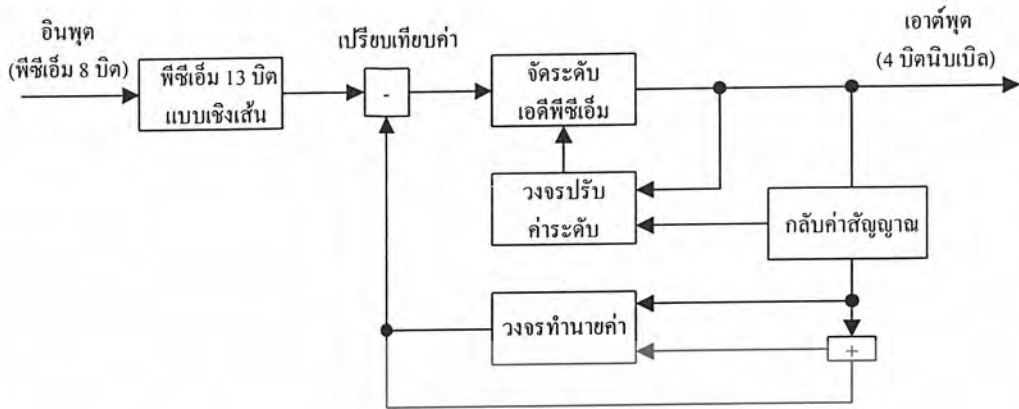 อินพุต
(พีซีเอ็ม 8 บิต)
พีซีเอ็ม 13 บิต
แบบเชิงเส้น
เปรียบเทียบค่า
-
จัดระดับ
เอดีพีซีเอ็ม
เอาต์พุต
(4 บิตนิบเบิล)
วงจรปรับ
ค่าระดับ
กลับค่าสัญญาณ
วงจรทำนายค่า
+